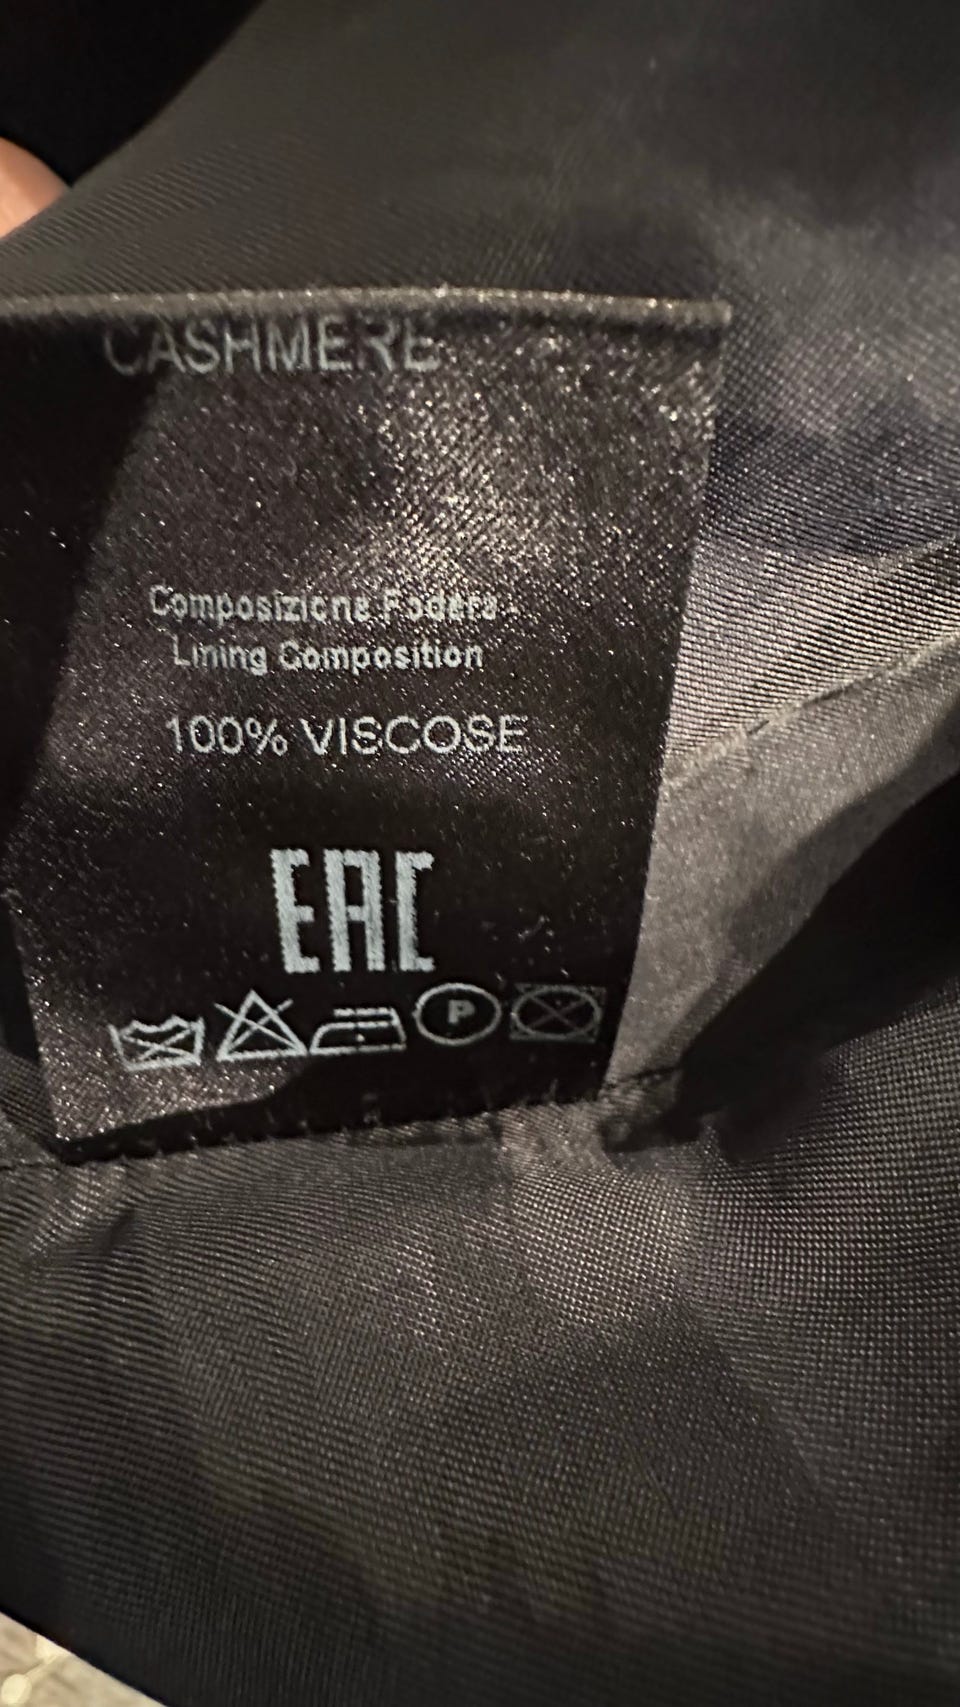 CASHMERE
Composizione Fodera
Lining Composition
100% VISCOSE
EAC
P